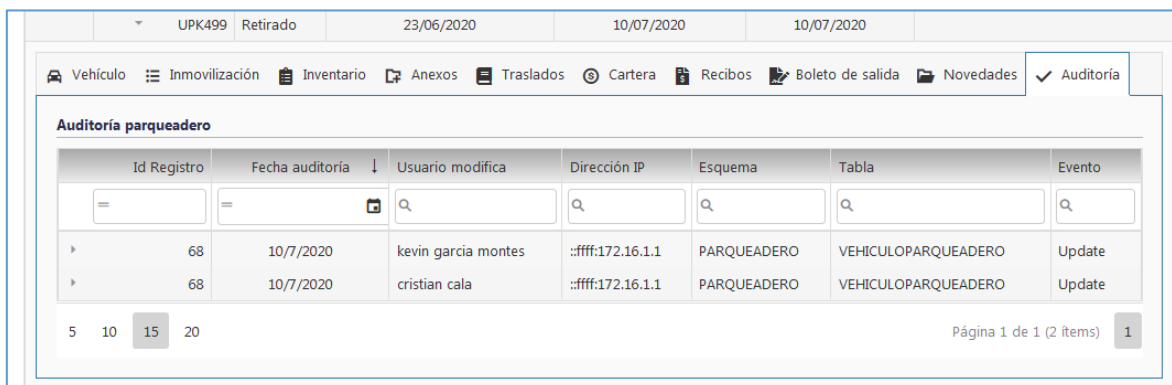 UPK499 Retirado 23/06/2020 10/07/2020 10/07/2020
Vehículo Inmovilización Inventario Anexos Traslados Cartera Recibos Boleto de salida Novedades Auditoría
Auditoría parqueadero
Id Registro Fecha auditoría ↓ Usuario modifica Dirección IP Esquema Tabla Evento
= =
68 10/7/2020 kevin garcia montes ::ffff:172.16.1.1 PARQUEADERO VEHICULOPARQUEADERO Update
68 10/7/2020 cristian cala ::ffff:172.16.1.1 PARQUEADERO VEHICULOPARQUEADERO Update
5 10 15 20 Página 1 de 1 (2 ítems) 1